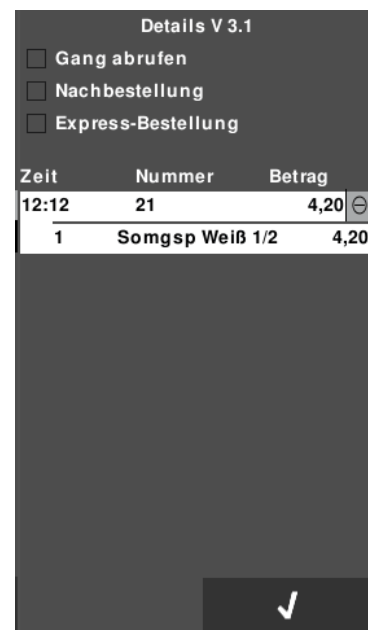 Details V 3.1
Gang abrufen
Nachbestellung
Express-Bestellung
Zeit Nummer Betrag
12:12 21 4,20
1 Somgsp Weiß 1/2 4,20